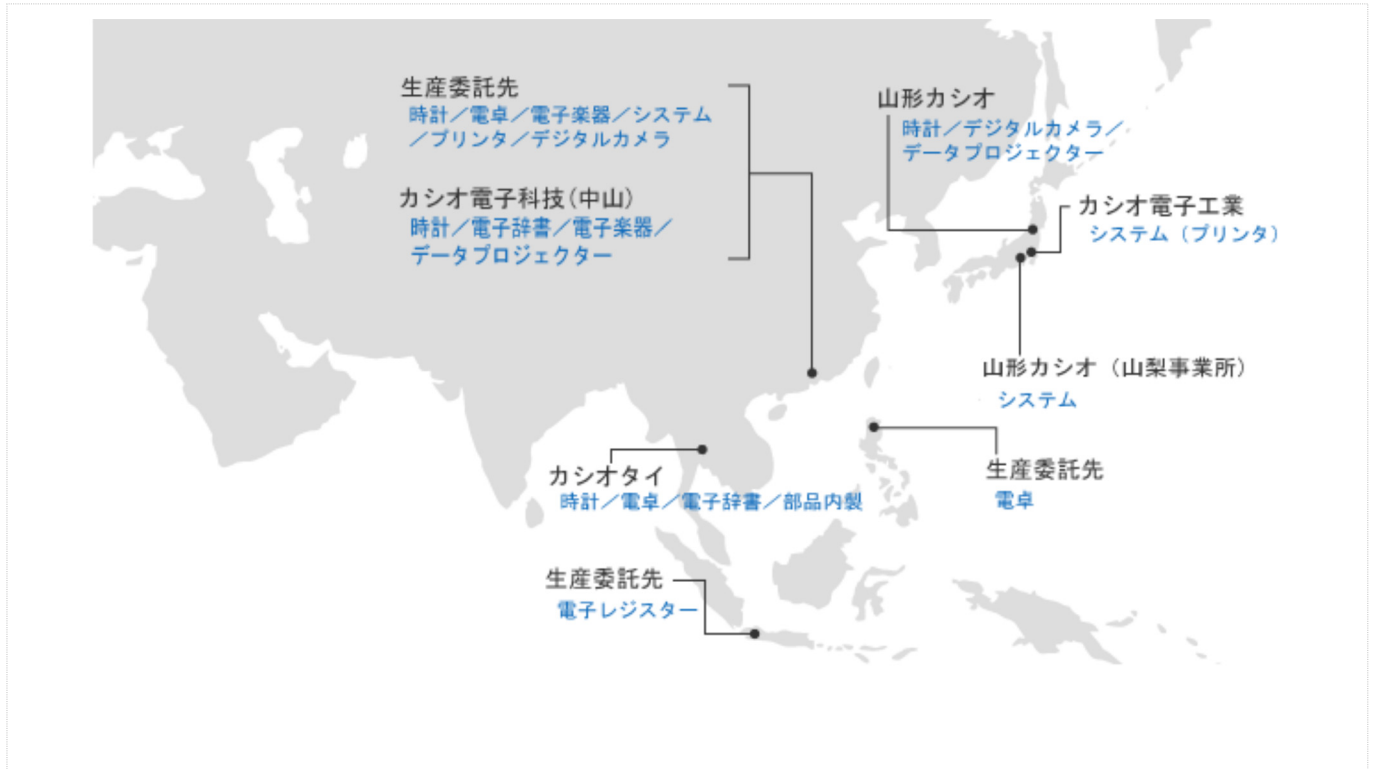 生産委託先
時計／電卓／電子楽器／システム
／プリンタ／デジタルカメラ
カシオ電子科技(中山)
時計／電子辞書／電子楽器／
データプロジェクター
山形カシオ
時計／デジタルカメラ／
データプロジェクター
カシオ電子工業
システム（プリンタ）
山形カシオ（山梨事業所）
システム
生産委託先
電卓
カシオタイ
時計／電卓／電子辞書／部品内製
生産委託先
電子レジスター